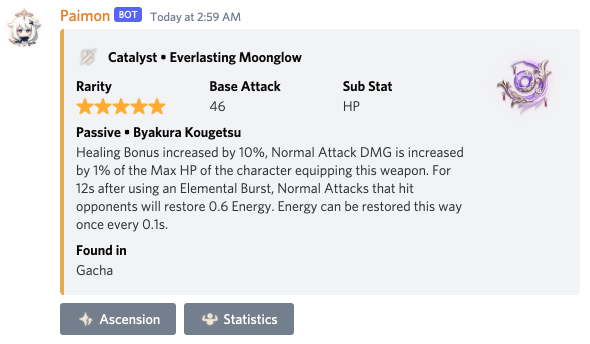 Paimon BOT Today at 2:59 AM
Catalyst ▪ Everlasting Moonglow
Rarity Base Attack Sub Stat
46 HP
Passive ▪ Byakura Kougetsu
Healing Bonus increased by 10%, Normal Attack DMG is increased
by 1% of the Max HP of the character equipping this weapon. For
12s after using an Elemental Burst, Normal Attacks that hit
opponents will restore 0.6 Energy. Energy can be restored this way
once every 0.1s.
Found in
Gacha
Ascension Statistics